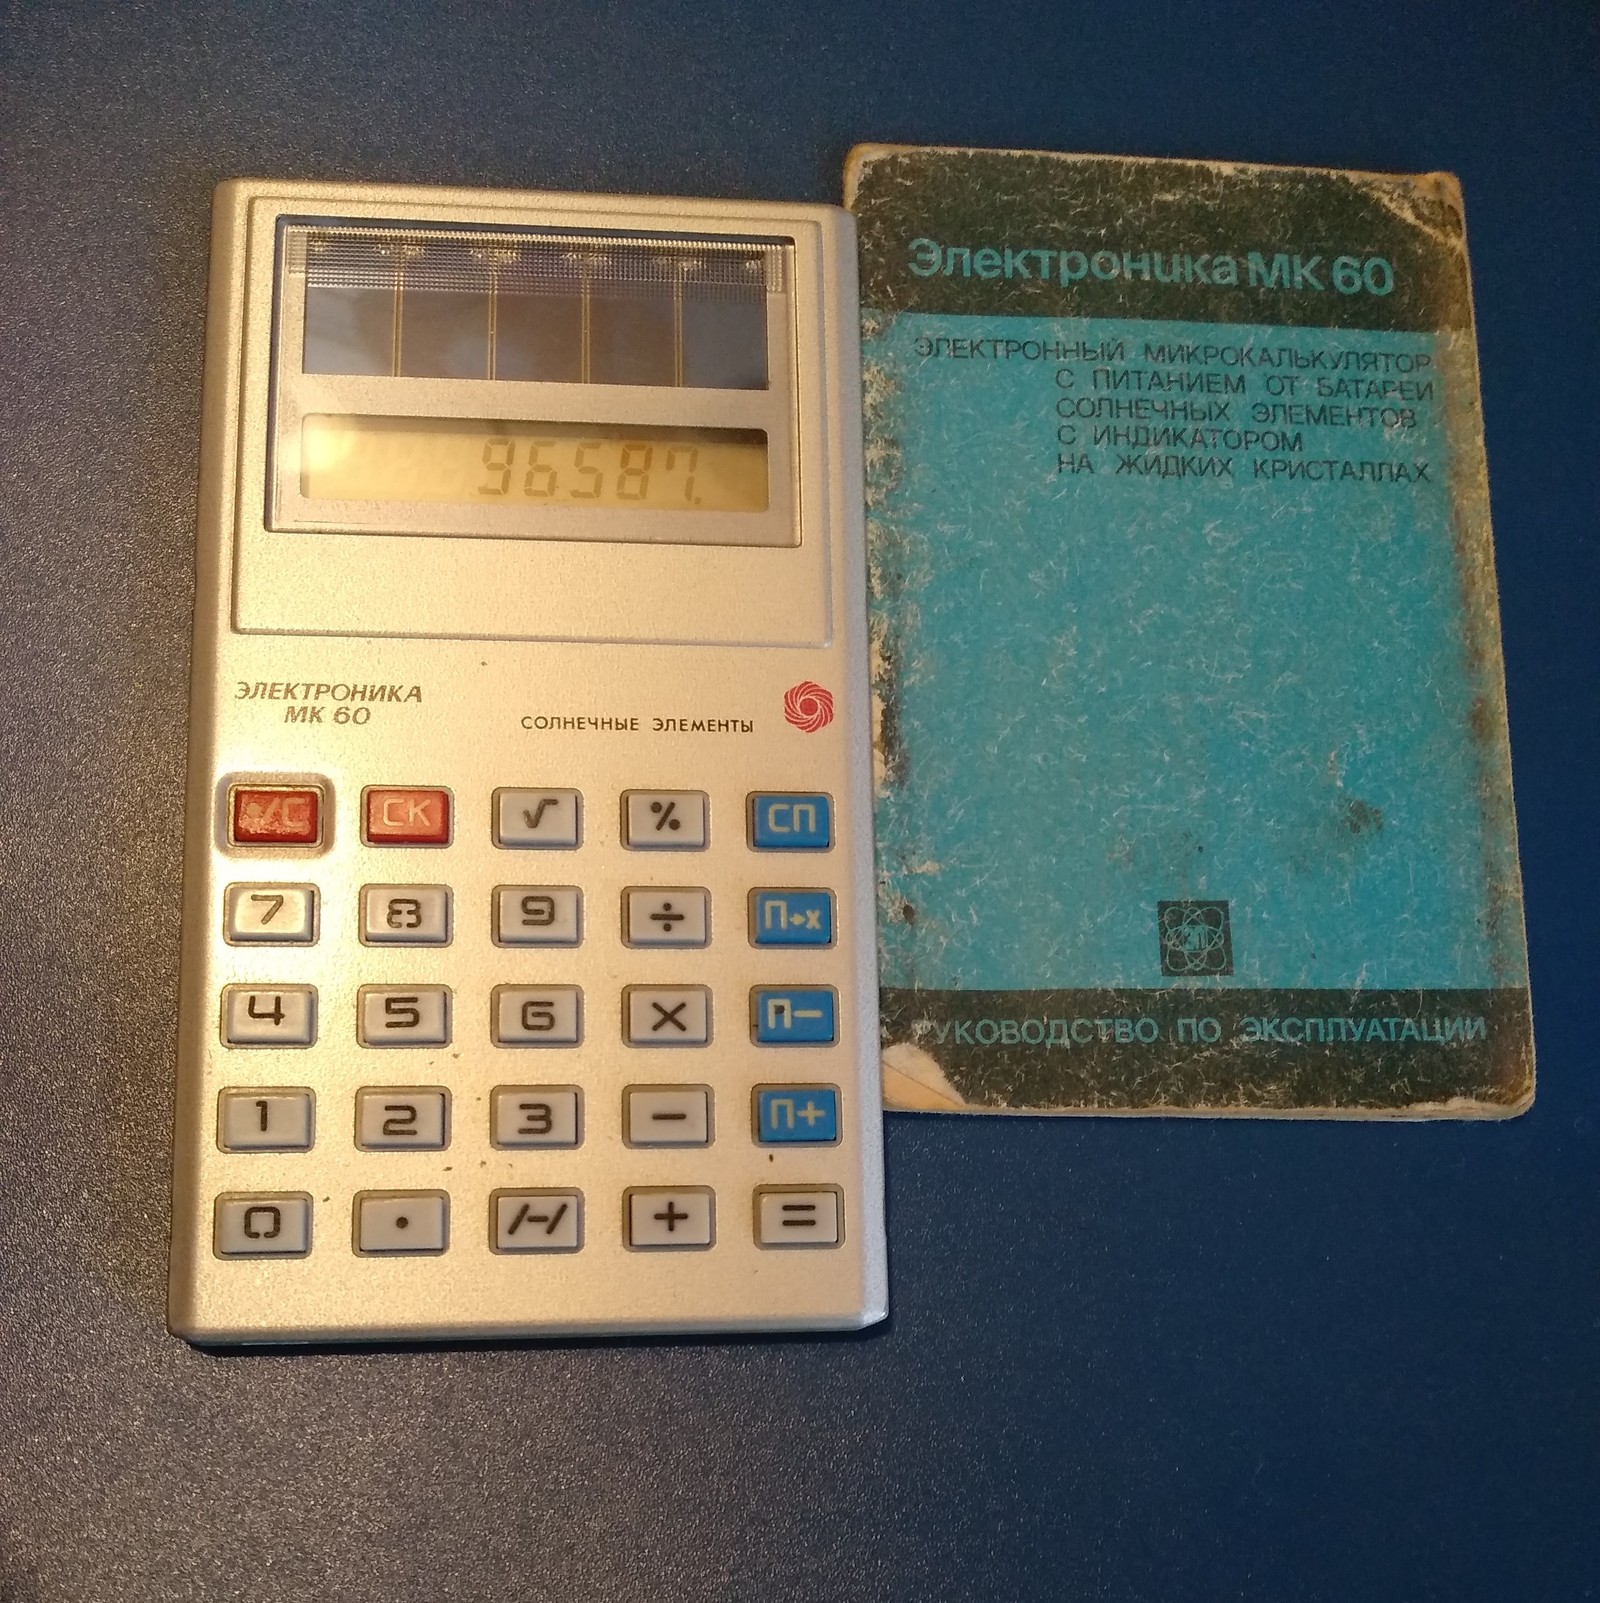 96587.
ЭЛЕКТРОНИКА
МК 60
СОЛНЕЧНЫЕ ЭЛЕМЕНТЫ
/С СК √ % СП
7 8 9 ÷ П→х
4 5 6 × П−
1 2 3 − П+
0 · /−/ + =
Электроника МК 60
ЭЛЕКТРОННЫЙ МИКРОКАЛЬКУЛЯТОР
С ПИТАНИЕМ ОТ БАТАРЕИ
СОЛНЕЧНЫХ ЭЛЕМЕНТОВ
С ИНДИКАТОРОМ
НА ЖИДКИХ КРИСТАЛЛАХ
РУКОВОДСТВО ПО ЭКСПЛУАТАЦИИ